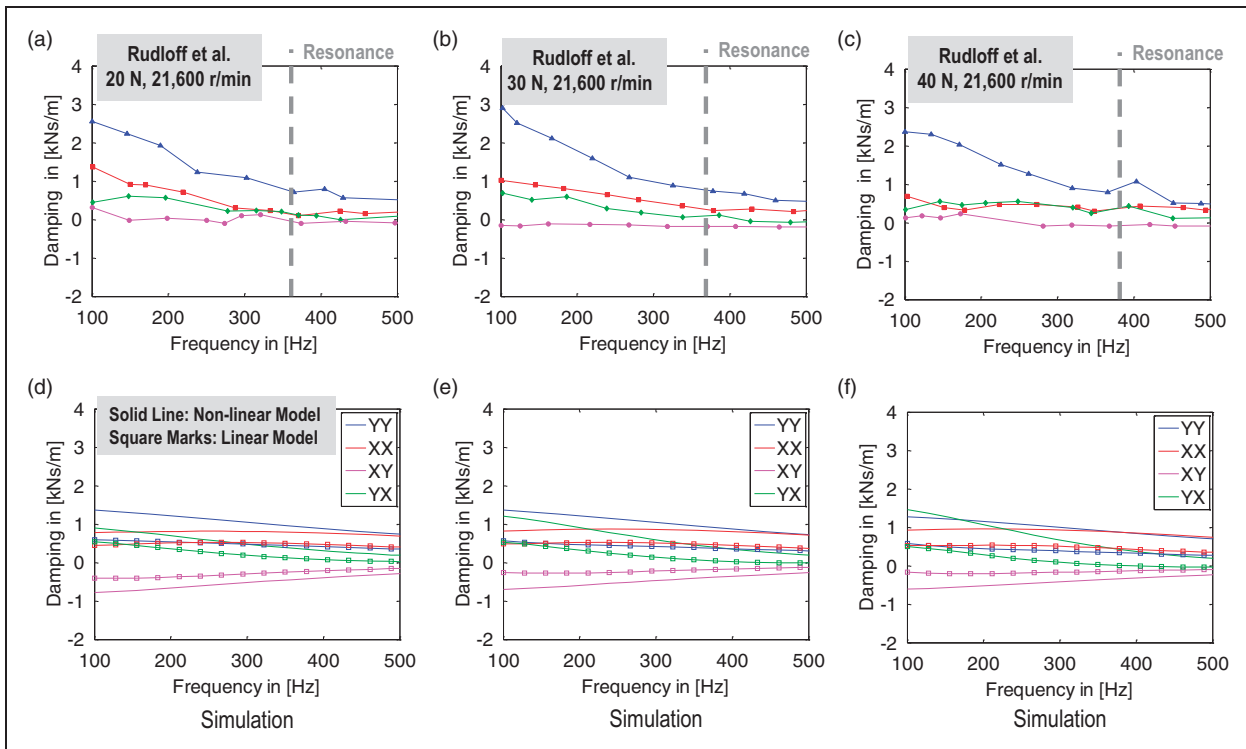 (a)
Rudloff et al.
20 N, 21,600 r/min
Resonance
4
3
2
1
0
-1
-2
Damping in [kNs/m]
100 200 300 400 500
Frequency in [Hz]
(b)
Rudloff et al.
30 N, 21,600 r/min
Resonance
4
3
2
1
0
-1
-2
Damping in [kNs/m]
100 200 300 400 500
Frequency in [Hz]
(c)
Rudloff et al.
40 N, 21,600 r/min
Resonance
4
3
2
1
0
-1
-2
Damping in [kNs/m]
100 200 300 400 500
Frequency in [Hz]
(d)
Solid Line: Non-linear Model
Square Marks: Linear Model
YY
XX
XY
YX
4
3
2
1
0
-1
-2
Damping in [kNs/m]
100 200 300 400 500
Frequency in [Hz]
Simulation
(e)
YY
XX
XY
YX
4
3
2
1
0
-1
-2
Damping in [kNs/m]
100 200 300 400 500
Frequency in [Hz]
Simulation
(f)
YY
XX
XY
YX
4
3
2
1
0
-1
-2
Damping in [kNs/m]
100 200 300 400 500
Frequency in [Hz]
Simulation